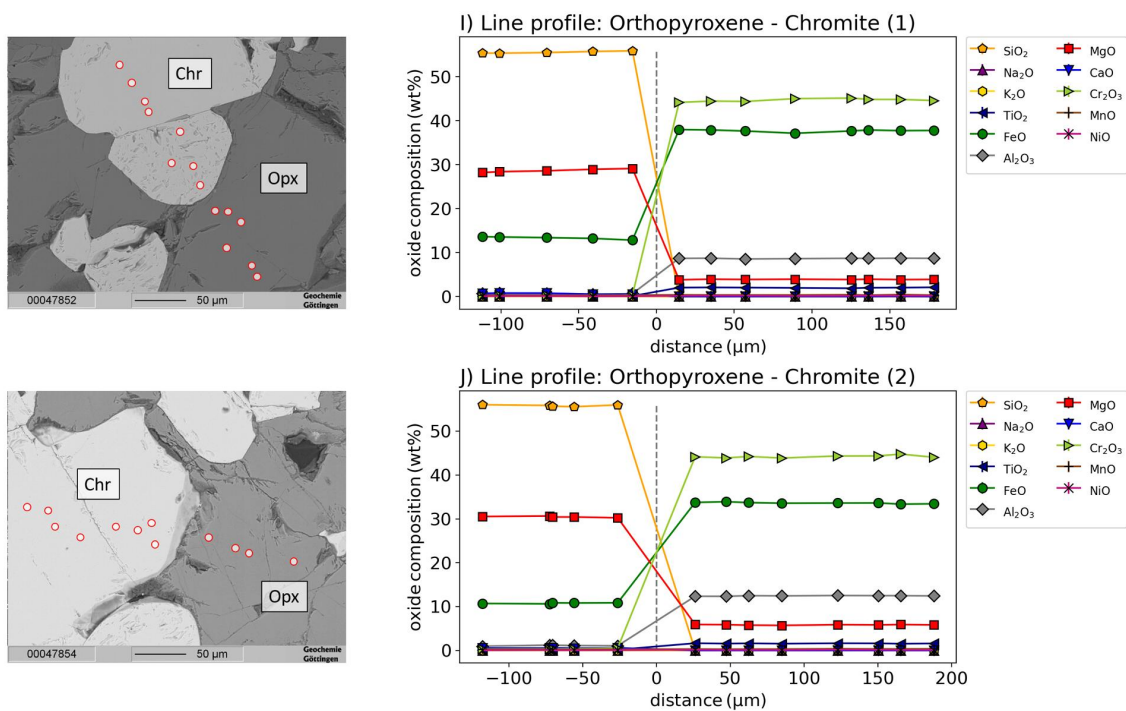 I) Line profile: Orthopyroxene - Chromite (1)
Chr
Opx
00047852
50 µm
Geochemie
Göttingen
oxide composition (wt%)
50
40
30
20
10
0
−100
−50
0
50
100
150
distance (µm)
SiO₂
Na₂O
K₂O
TiO₂
FeO
Al₂O₃
MgO
CaO
Cr₂O₃
MnO
NiO
J) Line profile: Orthopyroxene - Chromite (2)
Chr
Opx
00047854
50 µm
Geochemie
Göttingen
oxide composition (wt%)
50
40
30
20
10
0
−100
−50
0
50
100
150
200
distance (µm)
SiO₂
Na₂O
K₂O
TiO₂
FeO
Al₂O₃
MgO
CaO
Cr₂O₃
MnO
NiO